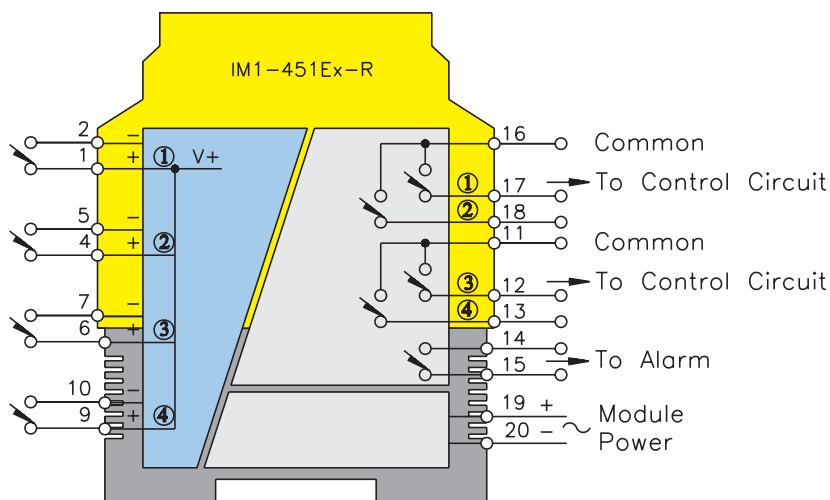 IM1-451Ex-R
2 −
1 + ① V+
5 −
4 + ②
7 −
6 + ③
10 −
9 + ④
16 Common
① 17 To Control Circuit
② 18
11 Common
③ 12 To Control Circuit
④ 13
14
15 To Alarm
19 + Module
20 − ~ Power